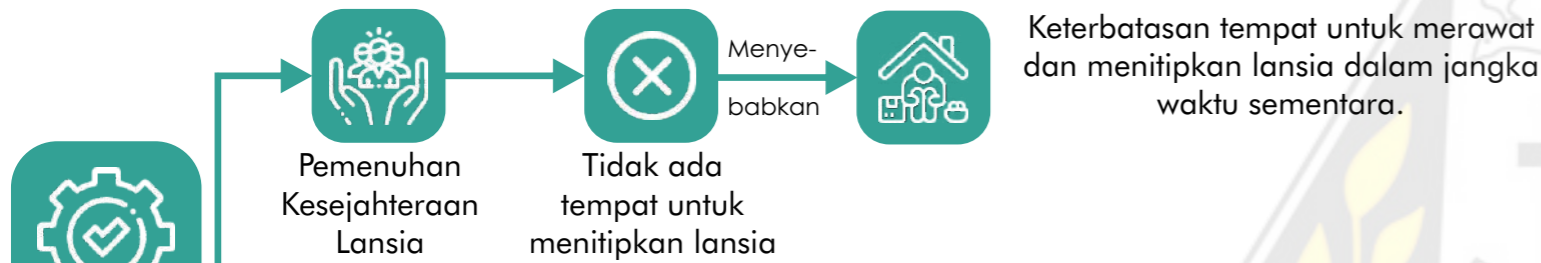 Menye-
babkan
Keterbatasan tempat untuk merawat
dan menitipkan lansia dalam jangka
waktu sementara.
Pemenuhan
Kesejahteraan
Lansia
Tidak ada
tempat untuk
menitipkan lansia